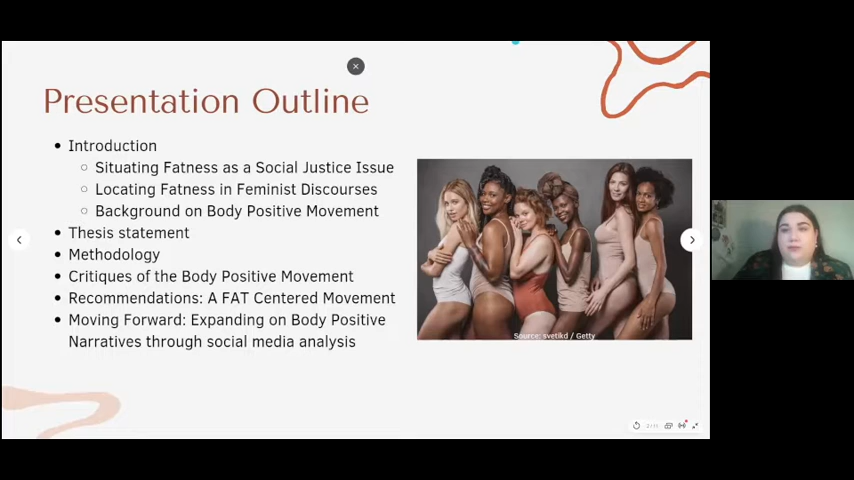 Presentation Outline
Introduction
Situating Fatness as a Social Justice Issue
Locating Fatness in Feminist Discourses
Background on Body Positive Movement
Thesis statement
Methodology
Critiques of the Body Positive Movement
Recommendations: A FAT Centered Movement
Moving Forward: Expanding on Body Positive
Narratives through social media analysis
Source: svetikd / Getty